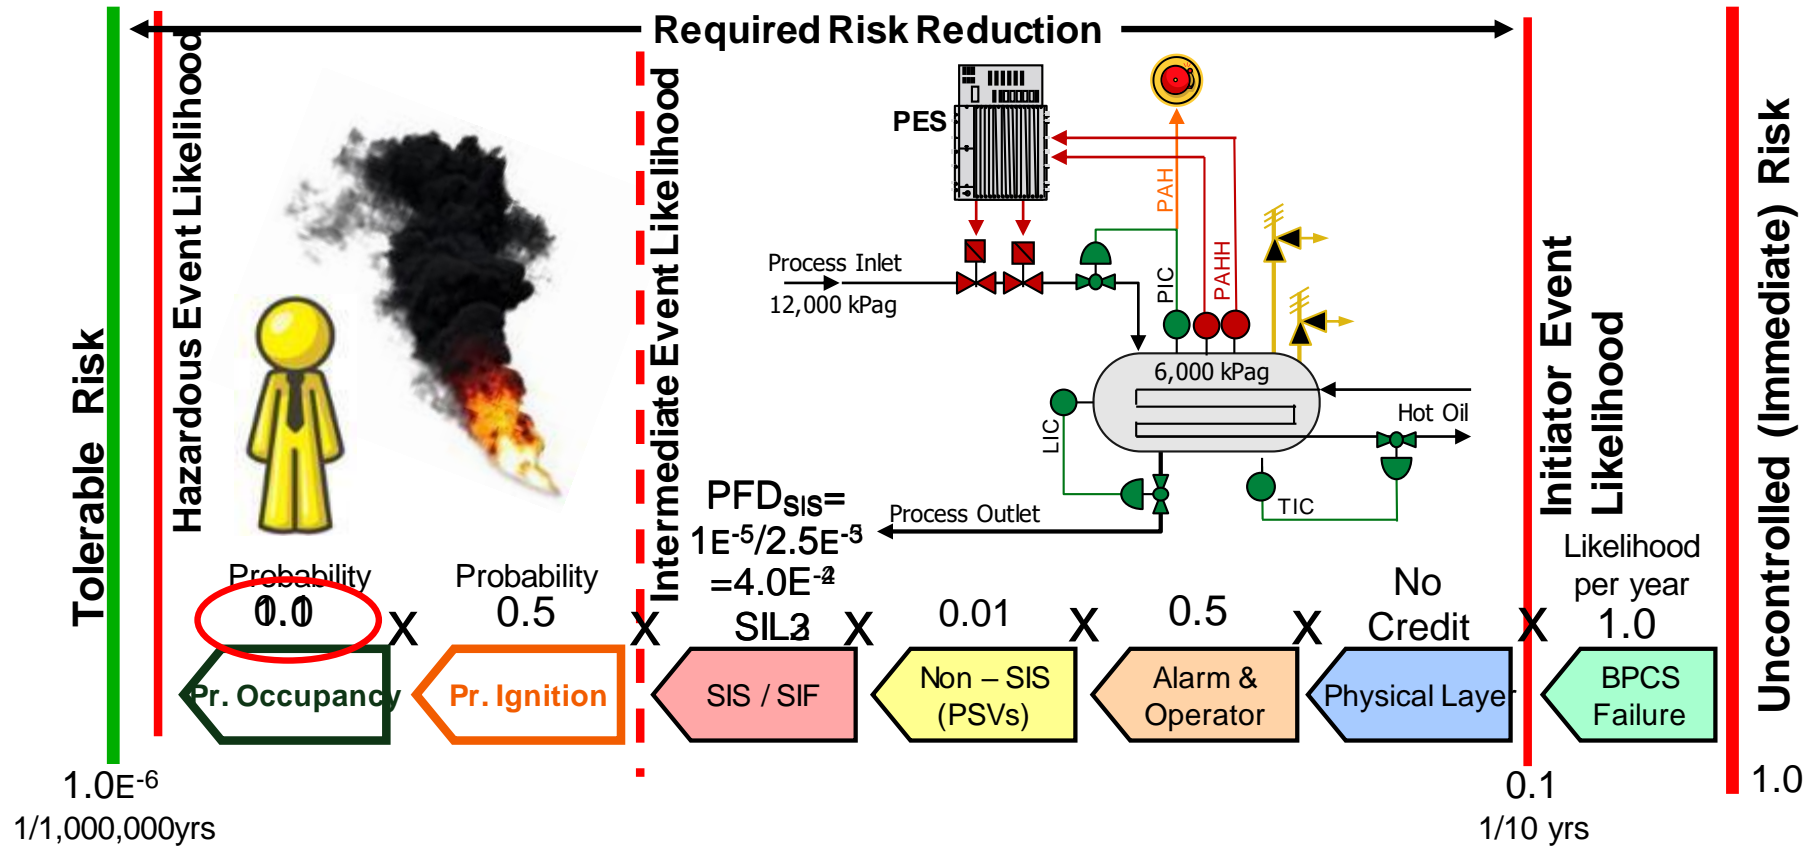 Required Risk Reduction
Tolerable Risk
Hazardous Event Likelihood
Intermediate Event Likelihood
Initiator Event
Likelihood
Uncontrolled (Immediate) Risk
PES
PAH
PIC
PAHH
Process Inlet
12,000 kPag
6,000 kPag
Hot Oil
LIC
TIC
Process Outlet
PFDSIS=
Probability
Probability
0.5
0.01
0.5
No
Credit
Likelihood
per year
1.0
x x x x x x
Pr. Occupancy
Pr. Ignition
SIS / SIF
Non – SIS
(PSVs)
Alarm &
Operator
Physical Layer
BPCS
Failure
1.0E-6
1/1,000,000yrs
0.1
1/10 yrs
1.0